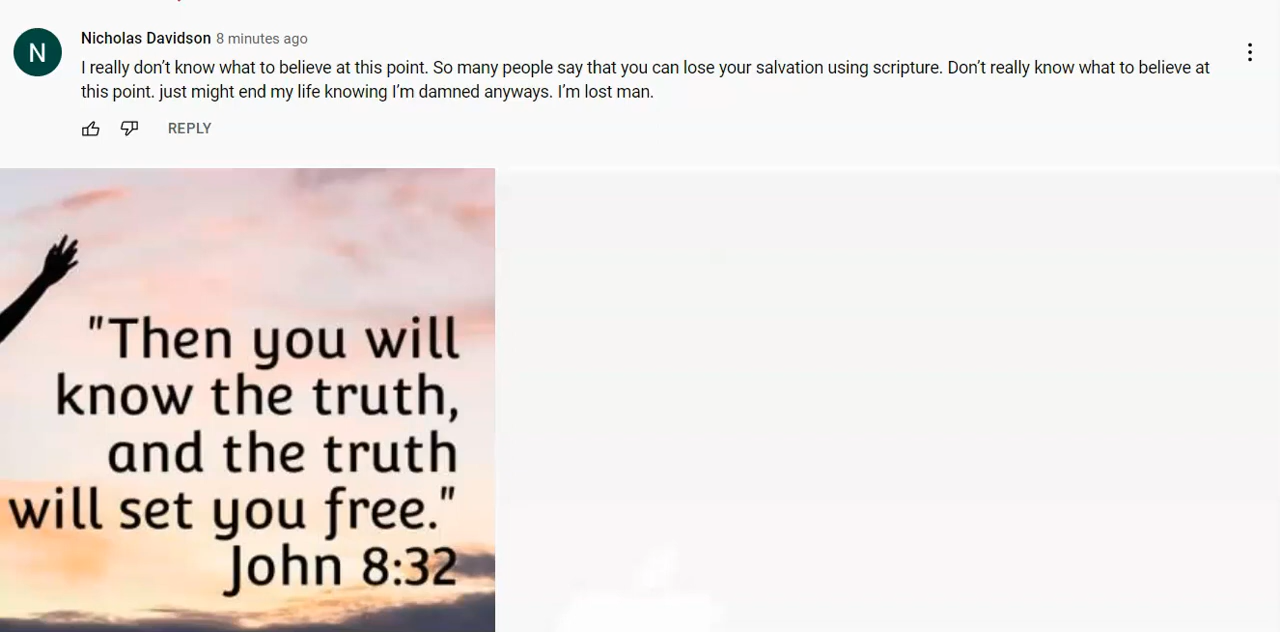 N
Nicholas Davidson 8 minutes ago
I really don’t know what to believe at this point. So many people say that you can lose your salvation using scripture. Don’t really know what to believe at
this point. just might end my life knowing I’m damned anyways. I’m lost man.
REPLY
"Then you will
know the truth,
and the truth
will set you free."
John 8:32